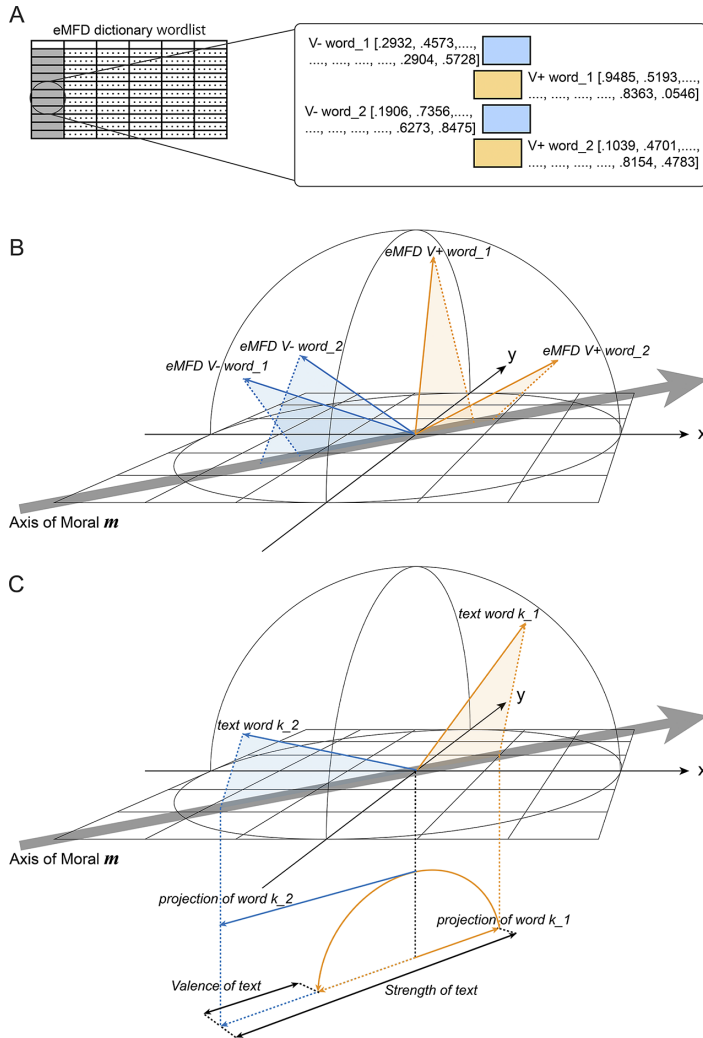 A
eMFD dictionary wordlist
V- word_1 [.2932, .4573,....,
...., ...., ...., ...., .2904, .5728]
V+ word_1 [.9485, .5193,....,
...., ...., ...., ...., .8363, .0546]
V- word_2 [.1906, .7356,....,
...., ...., ...., ...., .6273, .8475]
V+ word_2 [.1039, .4701,....,
...., ...., ...., ...., .8154, .4783]
B
eMFD V+ word_1
eMFD V- word_2
eMFD V- word_1
y
eMFD V+ word_2
x
Axis of Moral m
C
text word k_1
y
text word k_2
x
Axis of Moral m
projection of word k_2
projection of word k_1
Valence of text
Strength of text